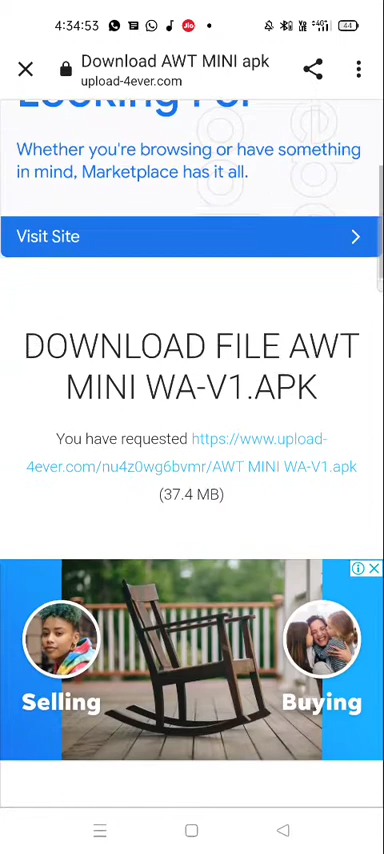 4:34:53
44
Download AWT MINI apk
upload-4ever.com
Looking For
Whether you're browsing or have something
in mind, Marketplace has it all.
Visit Site
DOWNLOAD FILE AWT
MINI WA-V1.APK
You have requested https://www.upload-
4ever.com/nu4z0wg6bvmr/AWT MINI WA-V1.apk
(37.4 MB)
Selling
Buying